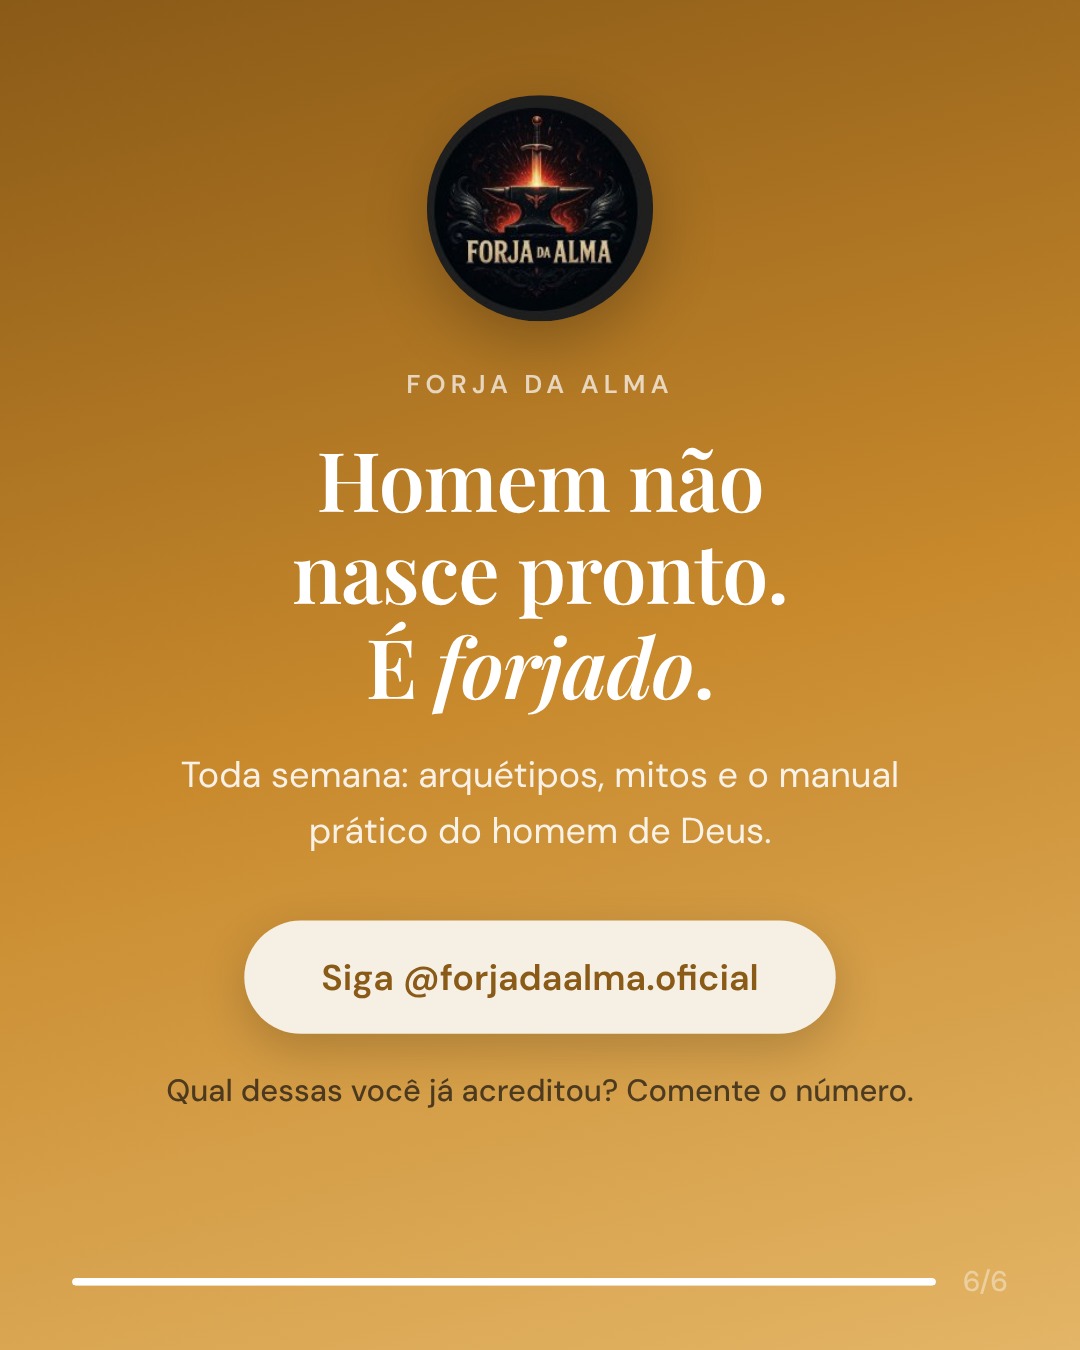 FORJA DA ALMA
FORJA DA ALMA
Homem não
nasce pronto.
É forjado.
Toda semana: arquétipos, mitos e o manual
prático do homem de Deus.
Siga @forjadaalma.oficial
Qual dessas você já acreditou? Comente o número.
6/6